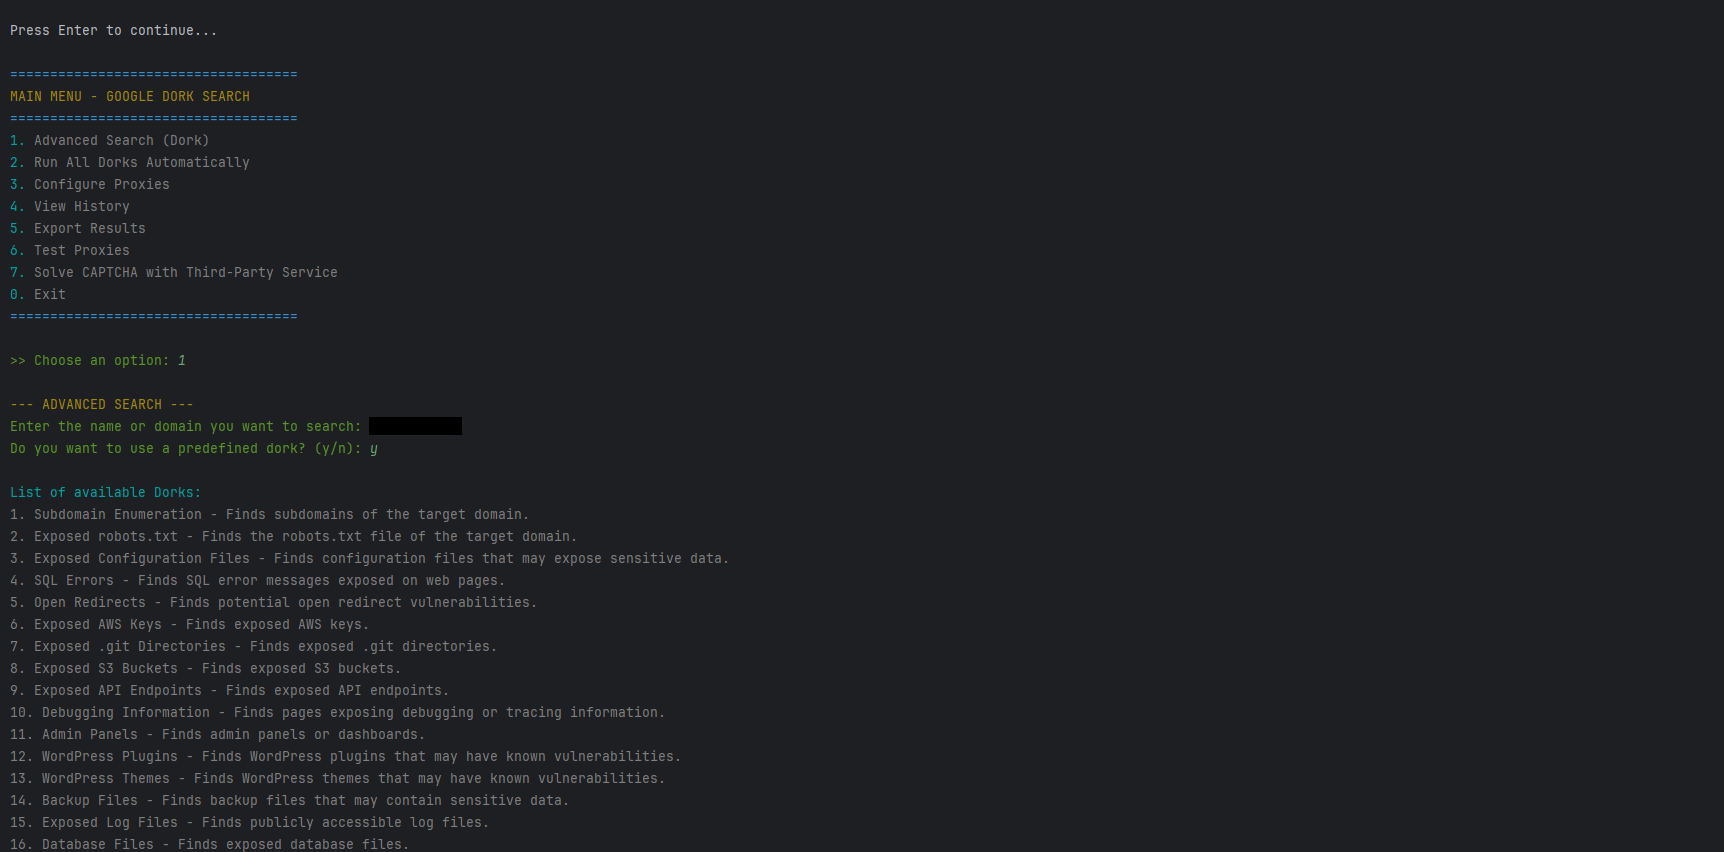 Press Enter to continue...
====================================
MAIN MENU - GOOGLE DORK SEARCH
====================================
1. Advanced Search (Dork)
2. Run All Dorks Automatically
3. Configure Proxies
4. View History
5. Export Results
6. Test Proxies
7. Solve CAPTCHA with Third-Party Service
0. Exit
====================================
>> Choose an option: 1
--- ADVANCED SEARCH ---
Enter the name or domain you want to search:
Do you want to use a predefined dork? (y/n): y
List of available Dorks:
1. Subdomain Enumeration - Finds subdomains of the target domain.
2. Exposed robots.txt - Finds the robots.txt file of the target domain.
3. Exposed Configuration Files - Finds configuration files that may expose sensitive data.
4. SQL Errors - Finds SQL error messages exposed on web pages.
5. Open Redirects - Finds potential open redirect vulnerabilities.
6. Exposed AWS Keys - Finds exposed AWS keys.
7. Exposed .git Directories - Finds exposed .git directories.
8. Exposed S3 Buckets - Finds exposed S3 buckets.
9. Exposed API Endpoints - Finds exposed API endpoints.
10. Debugging Information - Finds pages exposing debugging or tracing information.
11. Admin Panels - Finds admin panels or dashboards.
12. WordPress Plugins - Finds WordPress plugins that may have known vulnerabilities.
13. WordPress Themes - Finds WordPress themes that may have known vulnerabilities.
14. Backup Files - Finds backup files that may contain sensitive data.
15. Exposed Log Files - Finds publicly accessible log files.
16. Database Files - Finds exposed database files.